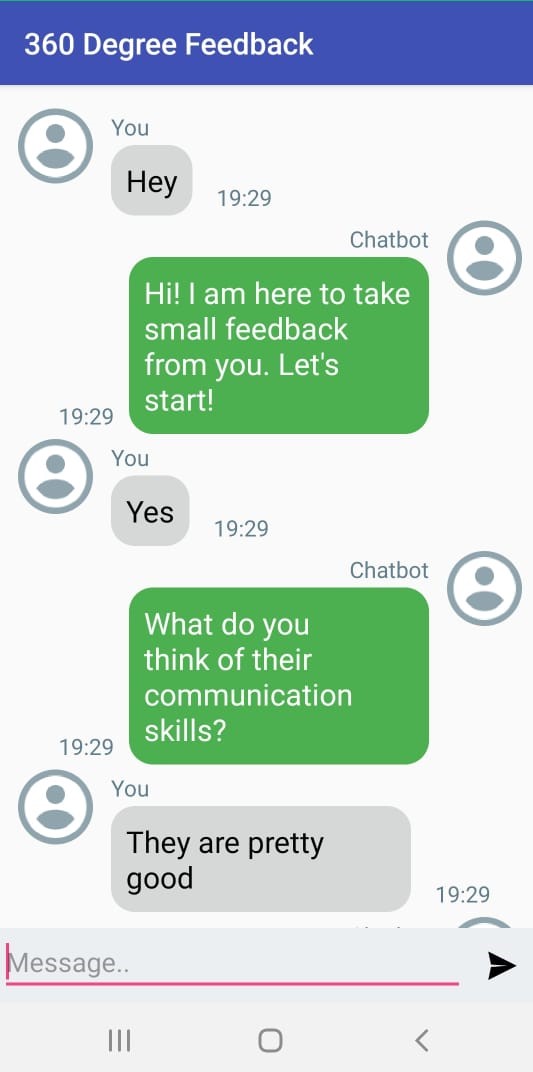 360 Degree Feedback
You
Hey
19:29
Chatbot
Hi! I am here to take
small feedback
from you. Let's
start!
19:29
You
Yes
19:29
Chatbot
What do you
think of their
communication
skills?
19:29
You
They are pretty
good
19:29
Message..